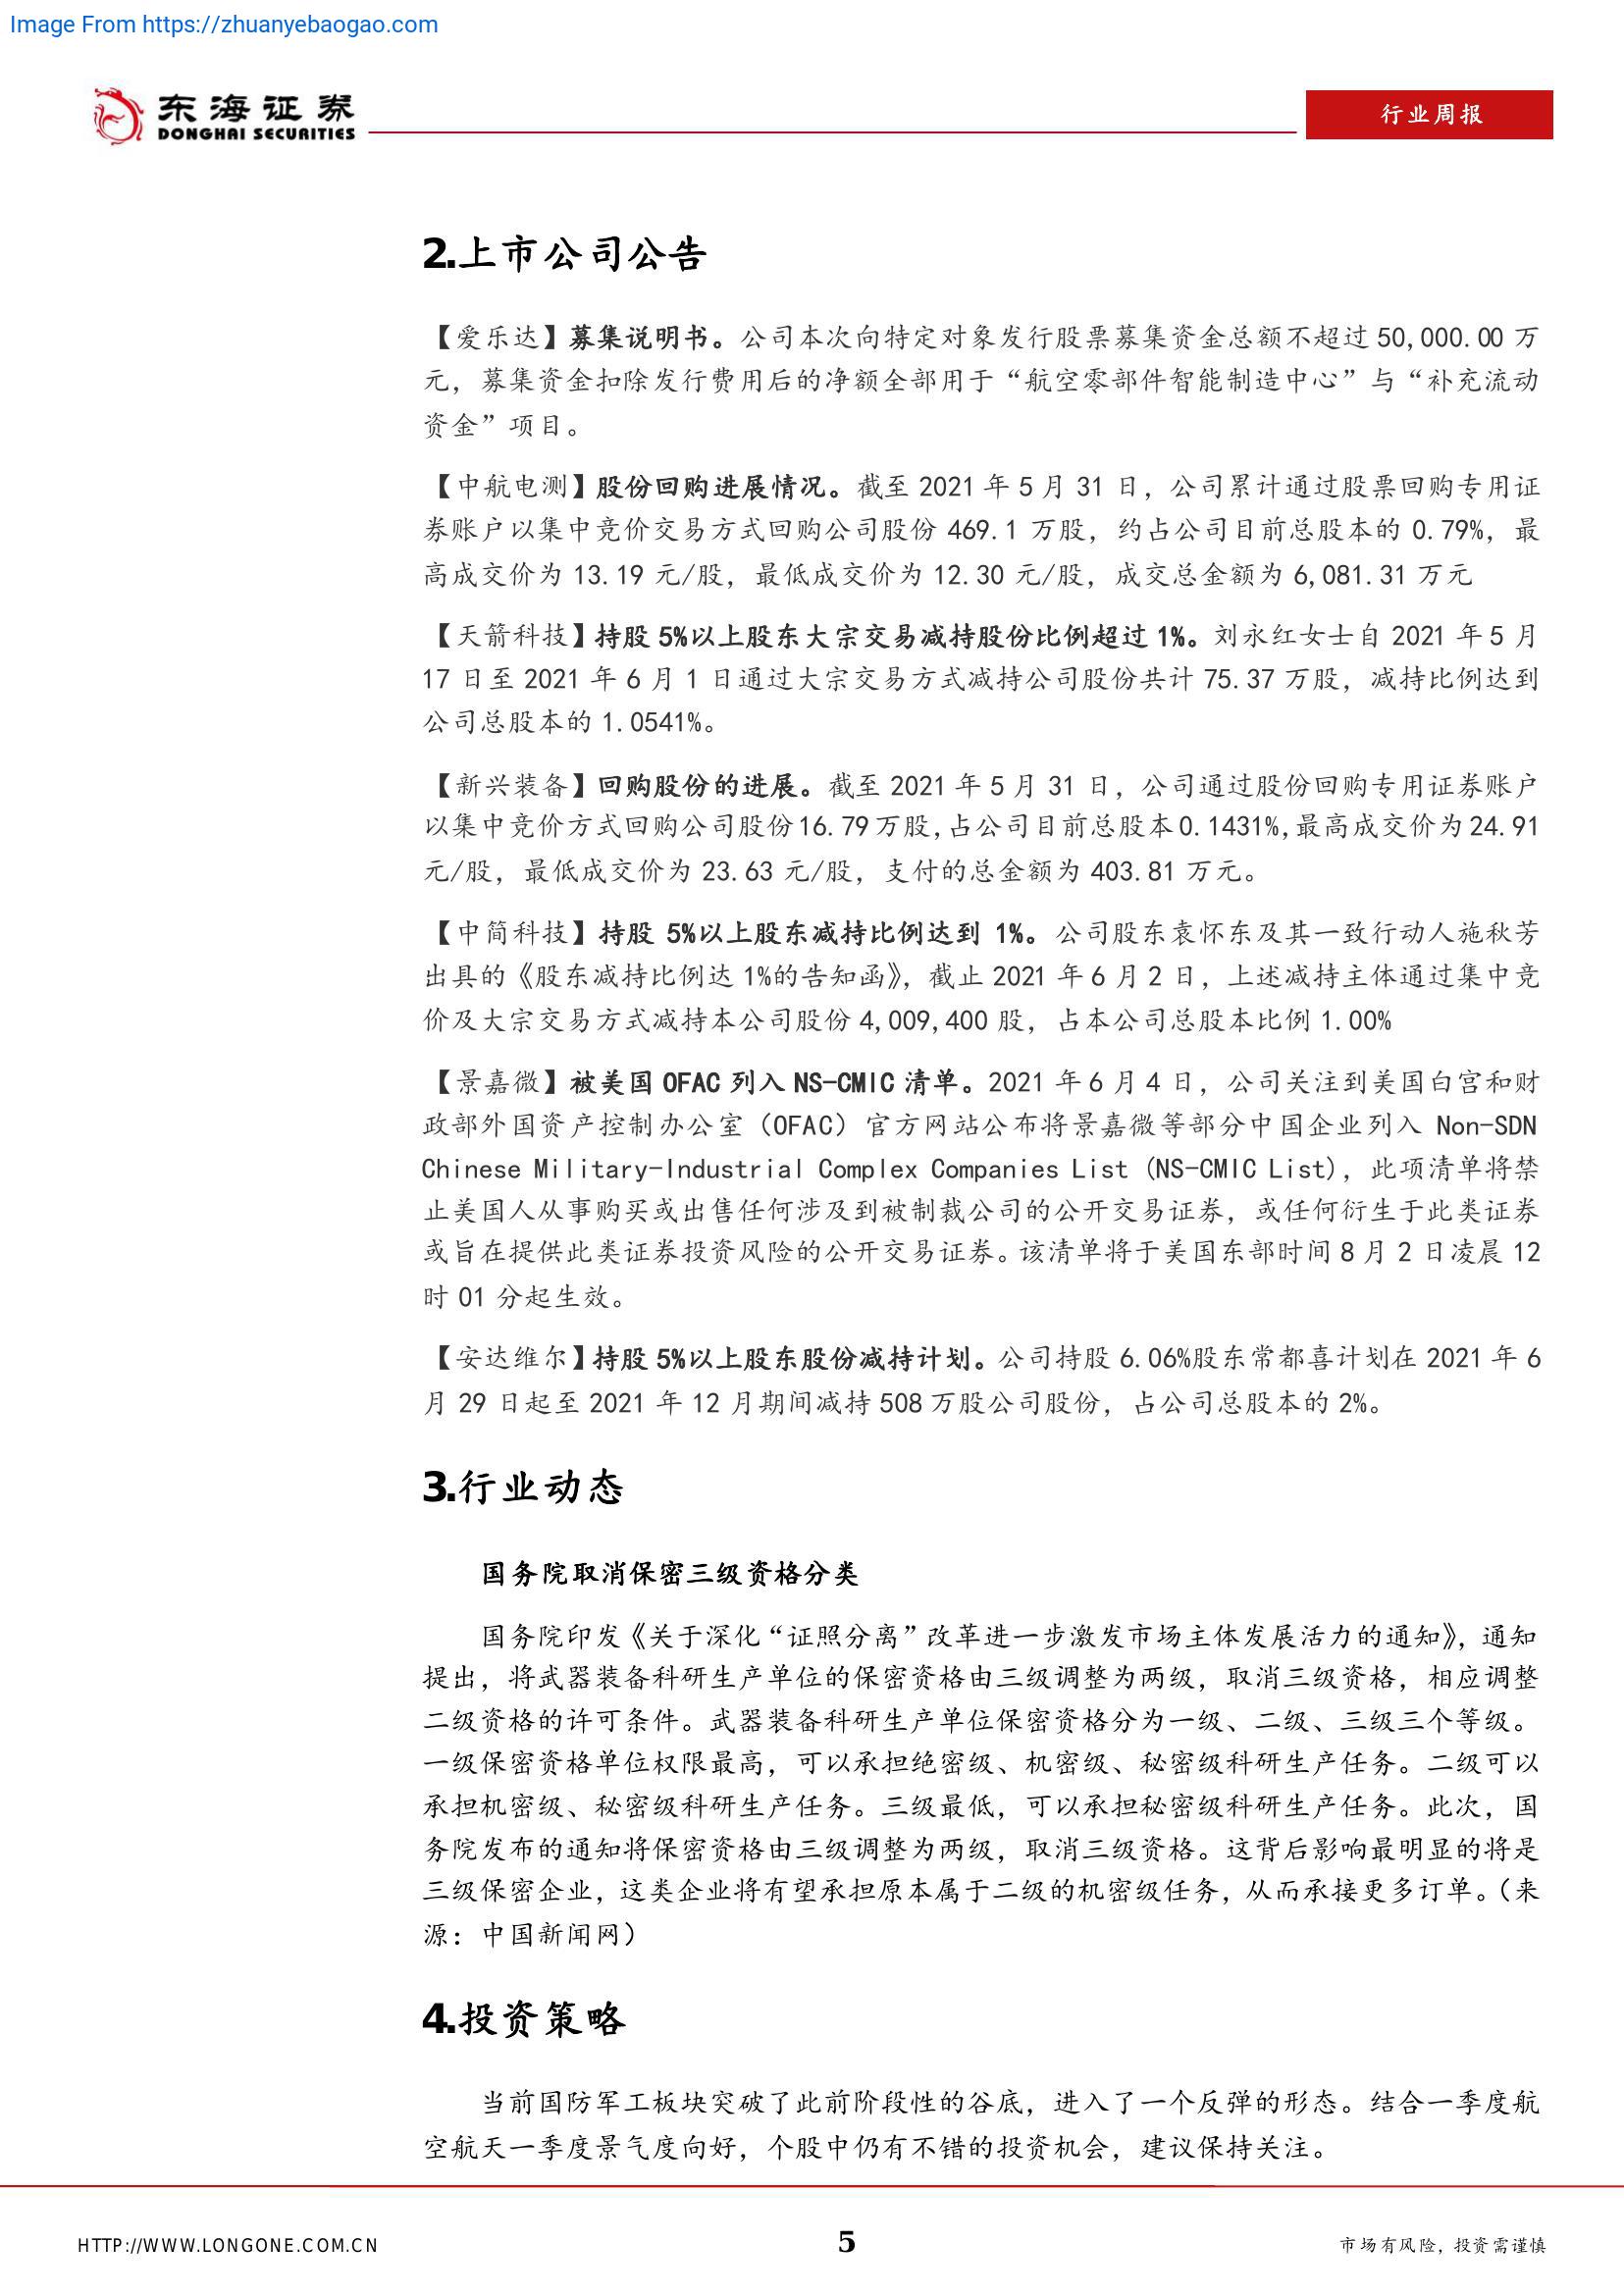 Image From https://zhuanyebaogao.com
东海证券
DONGHAI SECURITIES
行业周报
2.上市公司公告
【爱乐达】募集说明书。公司本次向特定对象发行股票募集资金总额不超过 50,000.00 万
元，募集资金扣除发行费用后的净额全部用于“航空零部件智能制造中心”与“补充流动
资金”项目。
【中航电测】股份回购进展情况。截至 2021 年 5 月 31 日，公司累计通过股票回购专用证
券账户以集中竞价交易方式回购公司股份 469.1 万股，约占公司目前总股本的 0.79%，最
高成交价为 13.19 元/股，最低成交价为 12.30 元/股，成交总金额为 6,081.31 万元
【天箭科技】持股 5%以上股东大宗交易减持股份比例超过 1%。刘永红女士自 2021 年 5 月
17 日至 2021 年 6 月 1 日通过大宗交易方式减持公司股份共计 75.37 万股，减持比例达到
公司总股本的 1.0541%。
【新兴装备】回购股份的进展。截至 2021 年 5 月 31 日，公司通过股份回购专用证券账户
以集中竞价方式回购公司股份16.79万股,占公司目前总股本0.1431%,最高成交价为24.91
元/股，最低成交价为 23.63 元/股，支付的总金额为 403.81 万元。
【中简科技】持股 5%以上股东减持比例达到 1%。公司股东袁怀东及其一致行动人施秋芳
出具的《股东减持比例达 1%的告知函》，截止 2021 年 6 月 2 日，上述减持主体通过集中竞
价及大宗交易方式减持本公司股份 4,009,400 股，占本公司总股本比例 1.00%
【景嘉微】被美国 OFAC 列入 NS-CMIC 清单。2021 年 6 月 4 日，公司关注到美国白宫和财
政部外国资产控制办公室（OFAC）官方网站公布将景嘉微等部分中国企业列入 Non-SDN
Chinese Military-Industrial Complex Companies List (NS-CMIC List)，此项清单将禁
止美国人从事购买或出售任何涉及到被制裁公司的公开交易证券，或任何衍生于此类证券
或旨在提供此类证券投资风险的公开交易证券。该清单将于美国东部时间 8 月 2 日凌晨 12
时 01 分起生效。
【安达维尔】持股 5%以上股东股份减持计划。公司持股 6.06%股东常都喜计划在 2021 年 6
月 29 日起至 2021 年 12 月期间减持 508 万股公司股份，占公司总股本的 2%。
3.行业动态
国务院取消保密三级资格分类
国务院印发《关于深化“证照分离”改革进一步激发市场主体发展活力的通知》，通知
提出，将武器装备科研生产单位的保密资格由三级调整为两级，取消三级资格，相应调整
二级资格的许可条件。武器装备科研生产单位保密资格分为一级、二级、三级三个等级。
一级保密资格单位权限最高，可以承担绝密级、机密级、秘密级科研生产任务。二级可以
承担机密级、秘密级科研生产任务。三级最低，可以承担秘密级科研生产任务。此次，国
务院发布的通知将保密资格由三级调整为两级，取消三级资格。这背后影响最明显的将是
三级保密企业，这类企业将有望承担原本属于二级的机密级任务，从而承接更多订单。（来
源：中国新闻网）
4.投资策略
当前国防军工板块突破了此前阶段性的谷底，进入了一个反弹的形态。结合一季度航
空航天一季度景气度向好，个股中仍有不错的投资机会，建议保持关注。
HTTP://WWW.LONGONE.COM.CN
5
市场有风险，投资需谨慎